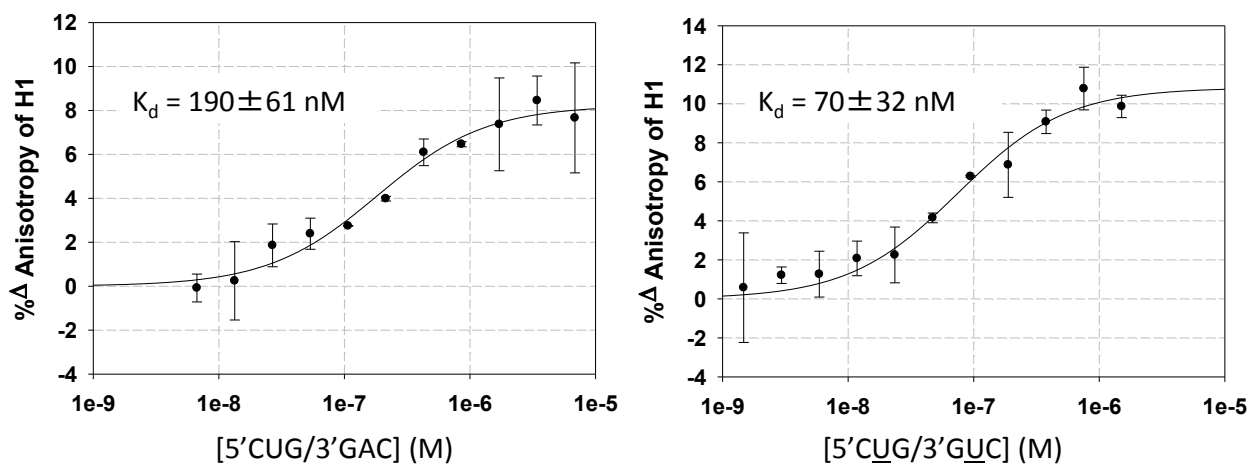 %Δ Anisotropy of H1
12
10
8
6
4
2
0
-2
-4
K_d = 190±61 nM
1e-9 1e-8 1e-7 1e-6 1e-5
[5'CUG/3'GAC] (M)
%Δ Anisotropy of H1
14
12
10
8
6
4
2
0
-2
-4
K_d = 70±32 nM
1e-9 1e-8 1e-7 1e-6 1e-5
[5'CUG/3'GUC] (M)